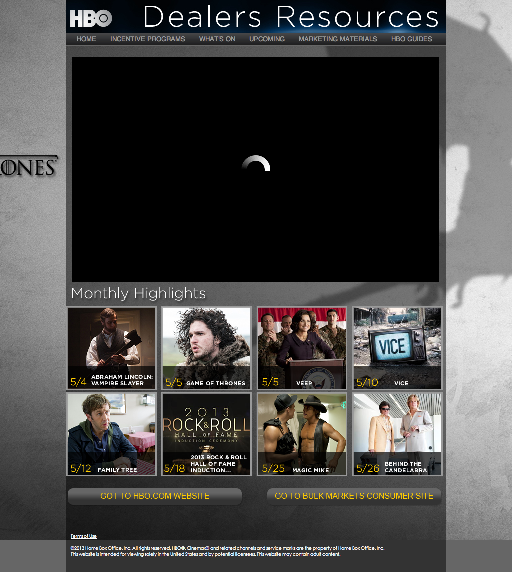 HBO Dealers Resources
HOME INCENTIVE PROGRAMS WHAT'S ON UPCOMING MARKETING MATERIALS HBO GUIDES
ONES
Monthly Highlights
5/4 ABRAHAM LINCOLN: VAMPIRE SLAYER
5/5 GAME OF THRONES
5/5 VEEP
VICE
5/10 VICE
5/12 FAMILY TREE
2013
ROCK & ROLL
HALL OF FAME
INDUCTION CEREMONY
5/18 2013 ROCK & ROLL HALL OF FAME INDUCTION...
5/25 MAGIC MIKE
5/26 BEHIND THE CANDELABRA
GOT TO HBO.COM WEBSITE
GO TO BULK MARKETS CONSUMER SITE
Terms of Use
©2013 Home Box Office, Inc. All rights reserved. HBO®, Cinemax® and related channels and service marks are the property of Home Box Office, Inc.
This website is intended for viewing solely in the United States and by potential licensees. This website may contain adult content.